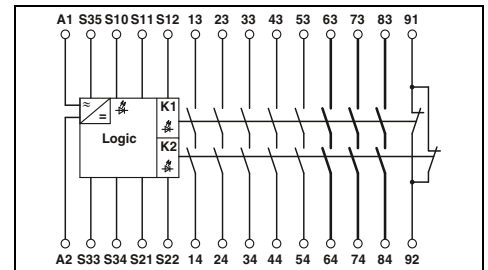 A1 S35 S10 S11 S12 13 23 33 43 53 63 73 83 91
≈
=
K1
Logic
K2
A2 S33 S34 S21 S22 14 24 34 44 54 64 74 84 92